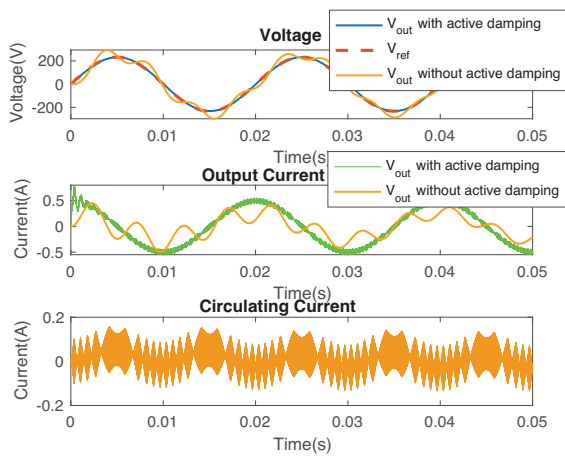 Voltage
V_out with active damping
V_ref
V_out without active damping
Voltage(V)
200
0
-200
0
0.01
0.02
0.03
0.04
0.05
Time(s)
Output Current
V_out with active damping
V_out without active damping
Current(A)
0.5
0
-0.5
0
0.01
0.02
0.03
0.04
0.05
Time(s)
Circulating Current
Current(A)
0.2
0
-0.2
0
0.01
0.02
0.03
0.04
0.05
Time(s)